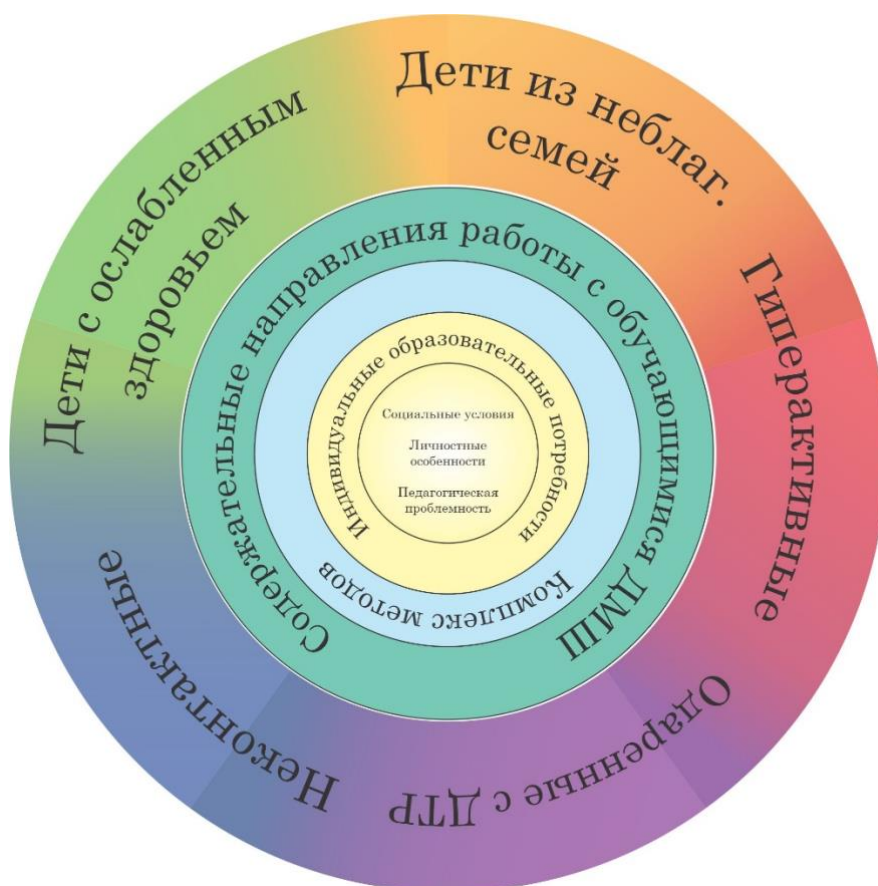 Дети из неблаг.
семей
Гиперактивные
Одаренные с ДТР
Неконтактные
Дети с ослабленным
здоровьем
Содержательные направления работы с обучающимися ДМШ
Комплекс методов
Индивидуальные образовательные потребности
Социальные условия
Личностные
особенности
Педагогическая
проблемность